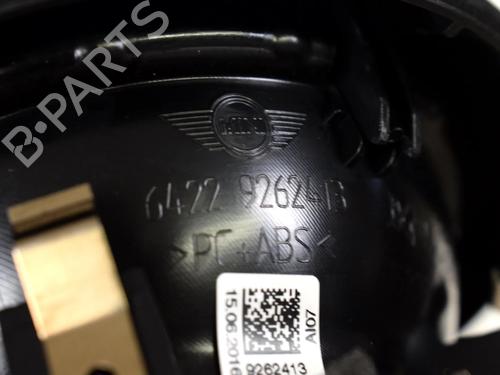 MINI
6422 9262413
>PC+ABS<
15.06.2016
AI07
9262413
B-PARTS